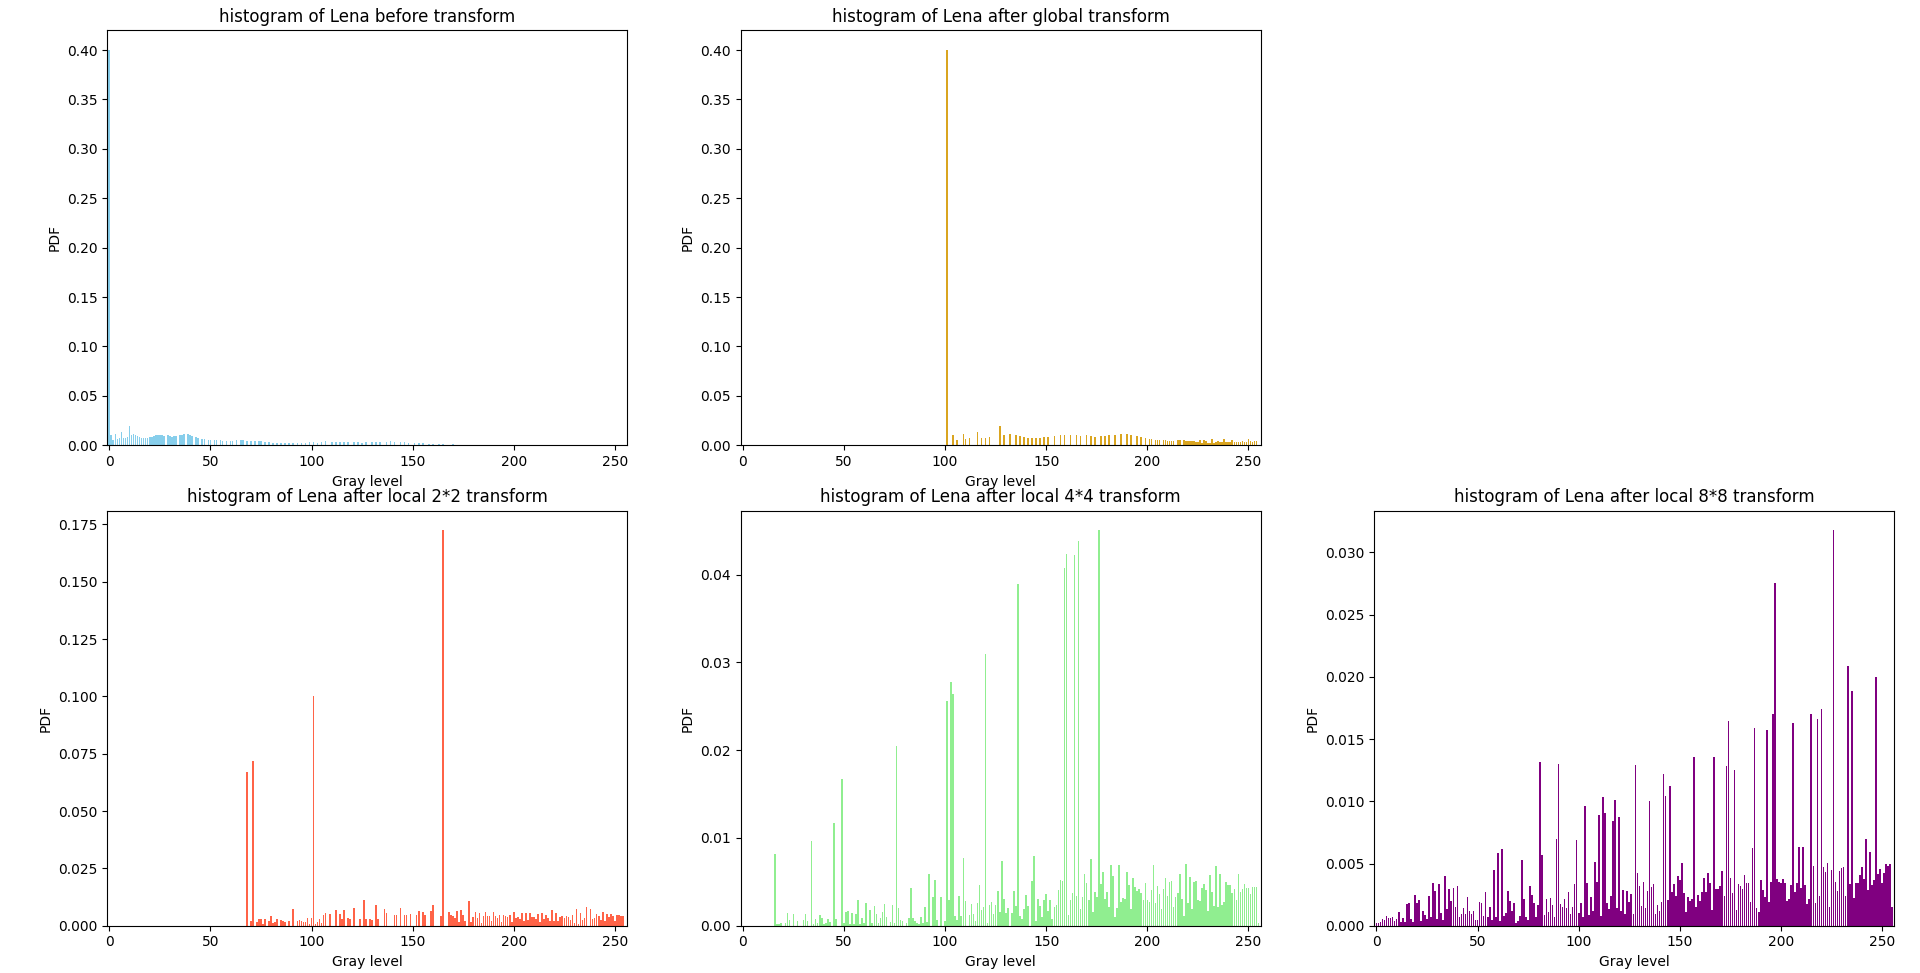 histogram of Lena before transform
0.40
0.35
0.30
0.25
0.20
0.15
0.10
0.05
0.00
PDF
0 50 100 150 200 250
Gray level
histogram of Lena after global transform
0.40
0.35
0.30
0.25
0.20
0.15
0.10
0.05
0.00
PDF
0 50 100 150 200 250
Gray level
histogram of Lena after local 2*2 transform
0.175
0.150
0.125
0.100
0.075
0.050
0.025
0.000
PDF
0 50 100 150 200 250
Gray level
histogram of Lena after local 4*4 transform
0.04
0.03
0.02
0.01
0.00
PDF
0 50 100 150 200 250
Gray level
histogram of Lena after local 8*8 transform
0.030
0.025
0.020
0.015
0.010
0.005
0.000
PDF
0 50 100 150 200 250
Gray level